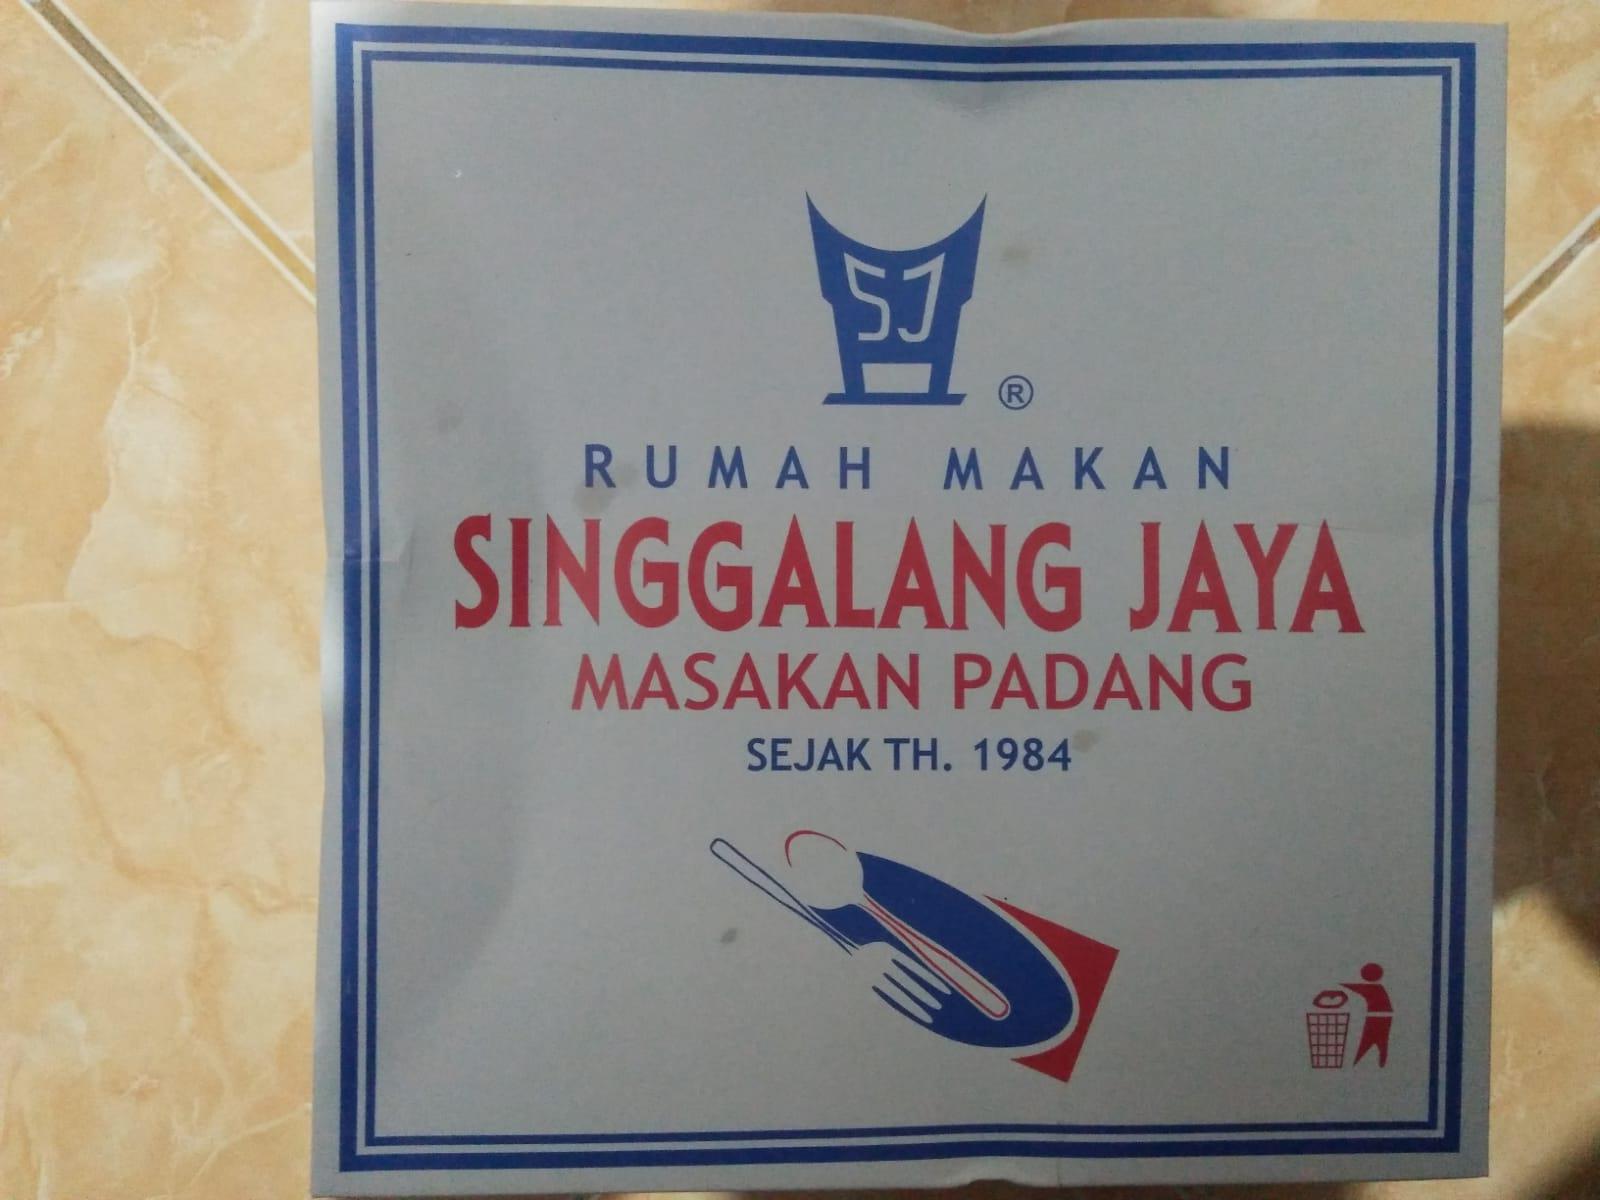 SJ
®
RUMAH MAKAN
SINGGALANG JAYA
MASAKAN PADANG
SEJAK TH. 1984